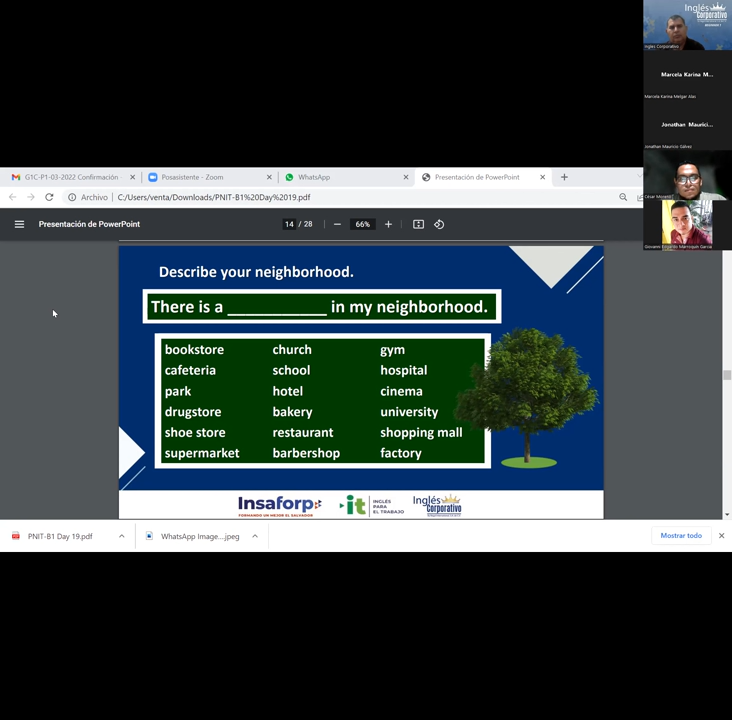 Inglés
Corporativo
Ingles Corporativo
Marcela Karina M...
Marcela Karina Melgar Alas
Jonathan Maurici...
Jonathan Mauricio Gálvez
G1C-P1-03-2022 Confirmación
Posasistente - Zoom
WhatsApp
Presentación de PowerPoint
Archivo
C:/Users/venta/Downloads/PNIT-B1%20Day%2019.pdf
Presentación de PowerPoint
14 / 28
66%
Describe your neighborhood.
There is a ____________ in my neighborhood.
bookstore church gym
cafeteria school hospital
park hotel cinema
drugstore bakery university
shoe store restaurant shopping mall
supermarket barbershop factory
Insaforp
FORMANDO UN MEJOR EL SALVADOR
it
INGLÉS
PARA
EL TRABAJO
Inglés
Corporativo
PNIT-B1 Day 19.pdf
WhatsApp Image....jpeg
Mostrar todo